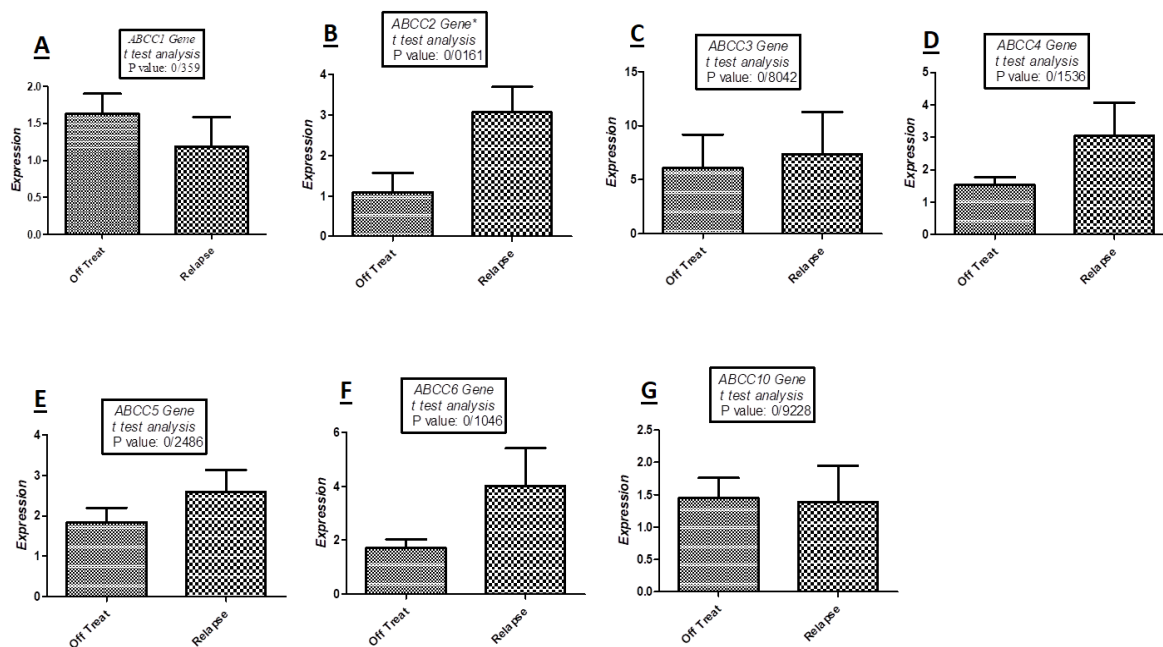 A
ABCC1 Gene
t test analysis
P value: 0/359
Expression
2.0
1.5
1.0
0.5
0.0
Off Treat
Relapse
B
ABCC2 Gene*
t test analysis
P value: 0/0161
Expression
4
3
2
1
0
Off Treat
Relapse
C
ABCC3 Gene
t test analysis
P value: 0/8042
Expression
15
10
5
0
Off Treat
Relapse
D
ABCC4 Gene
t test analysis
P value: 0/1536
Expression
5
4
3
2
1
0
Off Treat
Relapse
E
ABCC5 Gene
t test analysis
P value: 0/2486
Expression
4
3
2
1
0
Off Treat
Relapse
F
ABCC6 Gene
t test analysis
P value: 0/1046
Expression
6
4
2
0
Off Treat
Relapse
G
ABCC10 Gene
t test analysis
P value: 0/9228
Expression
2.5
2.0
1.5
1.0
0.5
0.0
Off Treat
Relapse